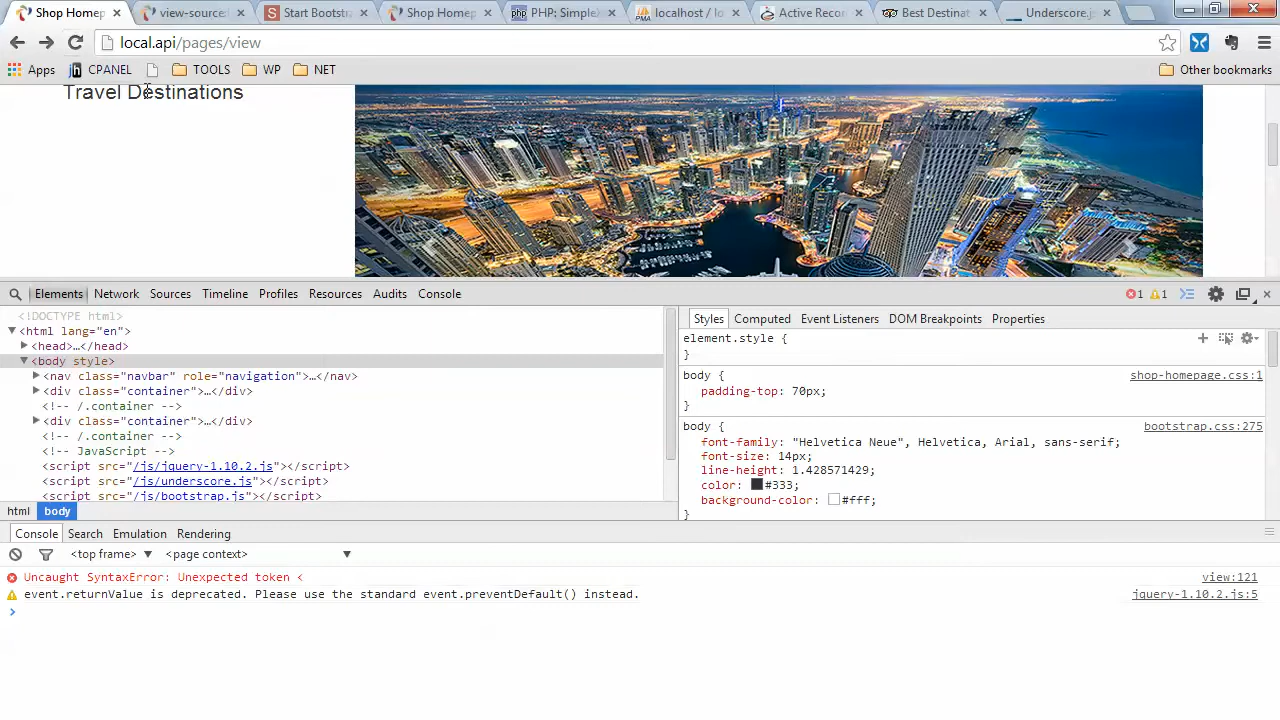 Shop Homep
view-source:
Start Bootstra
Shop Homep
PHP: SimpleX
localhost / lo
Active Recor
Best Destinat
Underscore.js
local.api/pages/view
Apps CPANEL TOOLS WP NET Other bookmarks
Travel Destinations
Elements Network Sources Timeline Profiles Resources Audits Console 1 1
<!DOCTYPE html>
<html lang="en">
<head>…</head>
<body style>
<nav class="navbar" role="navigation">…</nav>
<div class="container">…</div>
<!-- /.container -->
<div class="container">…</div>
<!-- /.container -->
<!-- JavaScript -->
<script src="/js/jquery-1.10.2.js"></script>
<script src="/js/underscore.js"></script>
<script src="/js/bootstrap.js"></script>
html body
Styles Computed Event Listeners DOM Breakpoints Properties
element.style {
}
body { shop-homepage.css:1
padding-top: 70px;
}
body { bootstrap.css:275
font-family: "Helvetica Neue", Helvetica, Arial, sans-serif;
font-size: 14px;
line-height: 1.428571429;
color: #333;
background-color: #fff;
}
Console Search Emulation Rendering
<top frame> <page context>
Uncaught SyntaxError: Unexpected token < view:121
event.returnValue is deprecated. Please use the standard event.preventDefault() instead. jquery-1.10.2.js:5
>